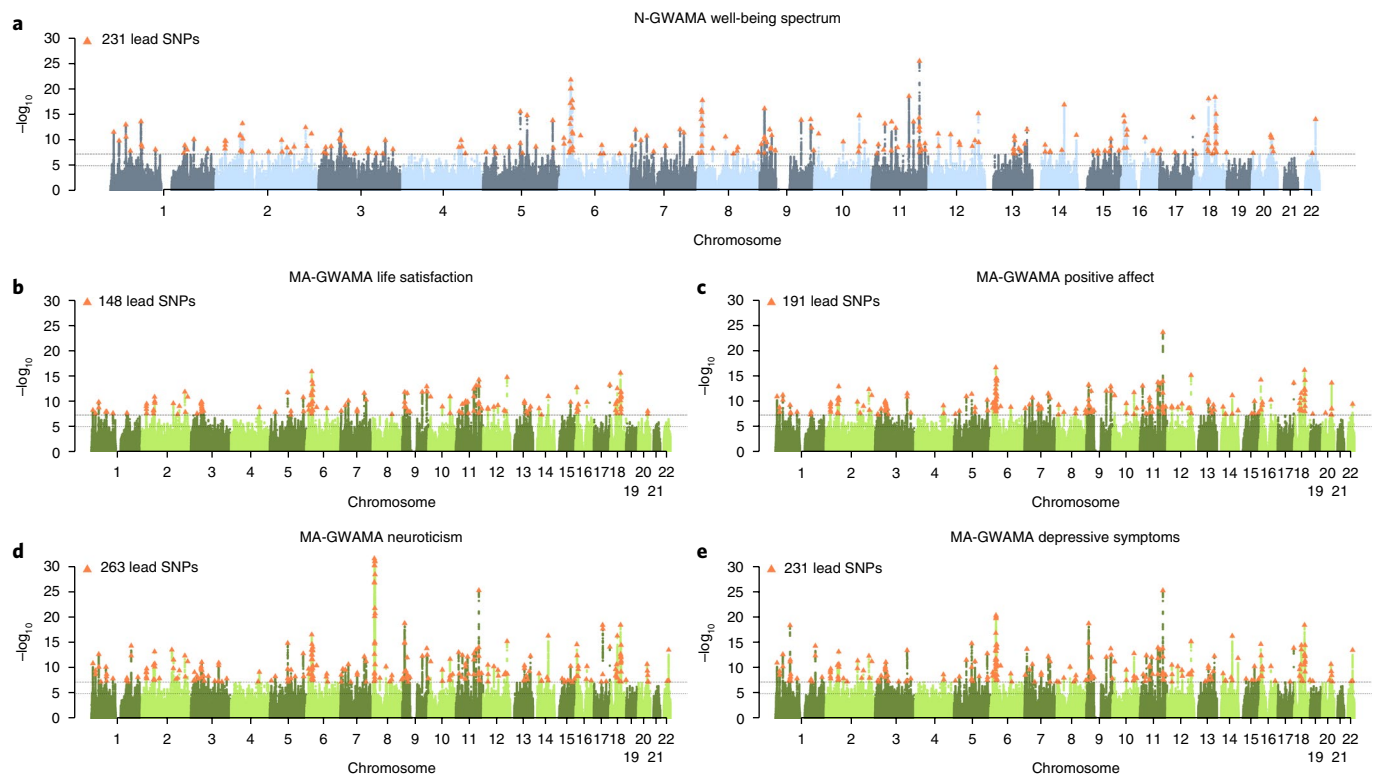 a
N-GWAMA well-being spectrum
231 lead SNPs
30
25
20
15
10
5
0
–log10
1 2 3 4 5 6 7 8 9 10 11 12 13 14 15 16 17 18 19 20 21 22
Chromosome
b
MA-GWAMA life satisfaction
148 lead SNPs
30
25
20
15
10
5
0
–log10
1 2 3 4 5 6 7 8 9 10 11 12 13 14 15 16 17 18 20 22
19 21
Chromosome
c
MA-GWAMA positive affect
191 lead SNPs
30
25
20
15
10
5
0
–log10
1 2 3 4 5 6 7 8 9 10 11 12 13 14 15 16 17 18 20 22
19 21
Chromosome
d
MA-GWAMA neuroticism
263 lead SNPs
30
25
20
15
10
5
0
–log10
1 2 3 4 5 6 7 8 9 10 11 12 13 14 15 16 17 18 20 22
19 21
Chromosome
e
MA-GWAMA depressive symptoms
231 lead SNPs
30
25
20
15
10
5
0
–log10
1 2 3 4 5 6 7 8 9 10 11 12 13 14 15 16 17 18 20 22
19 21
Chromosome